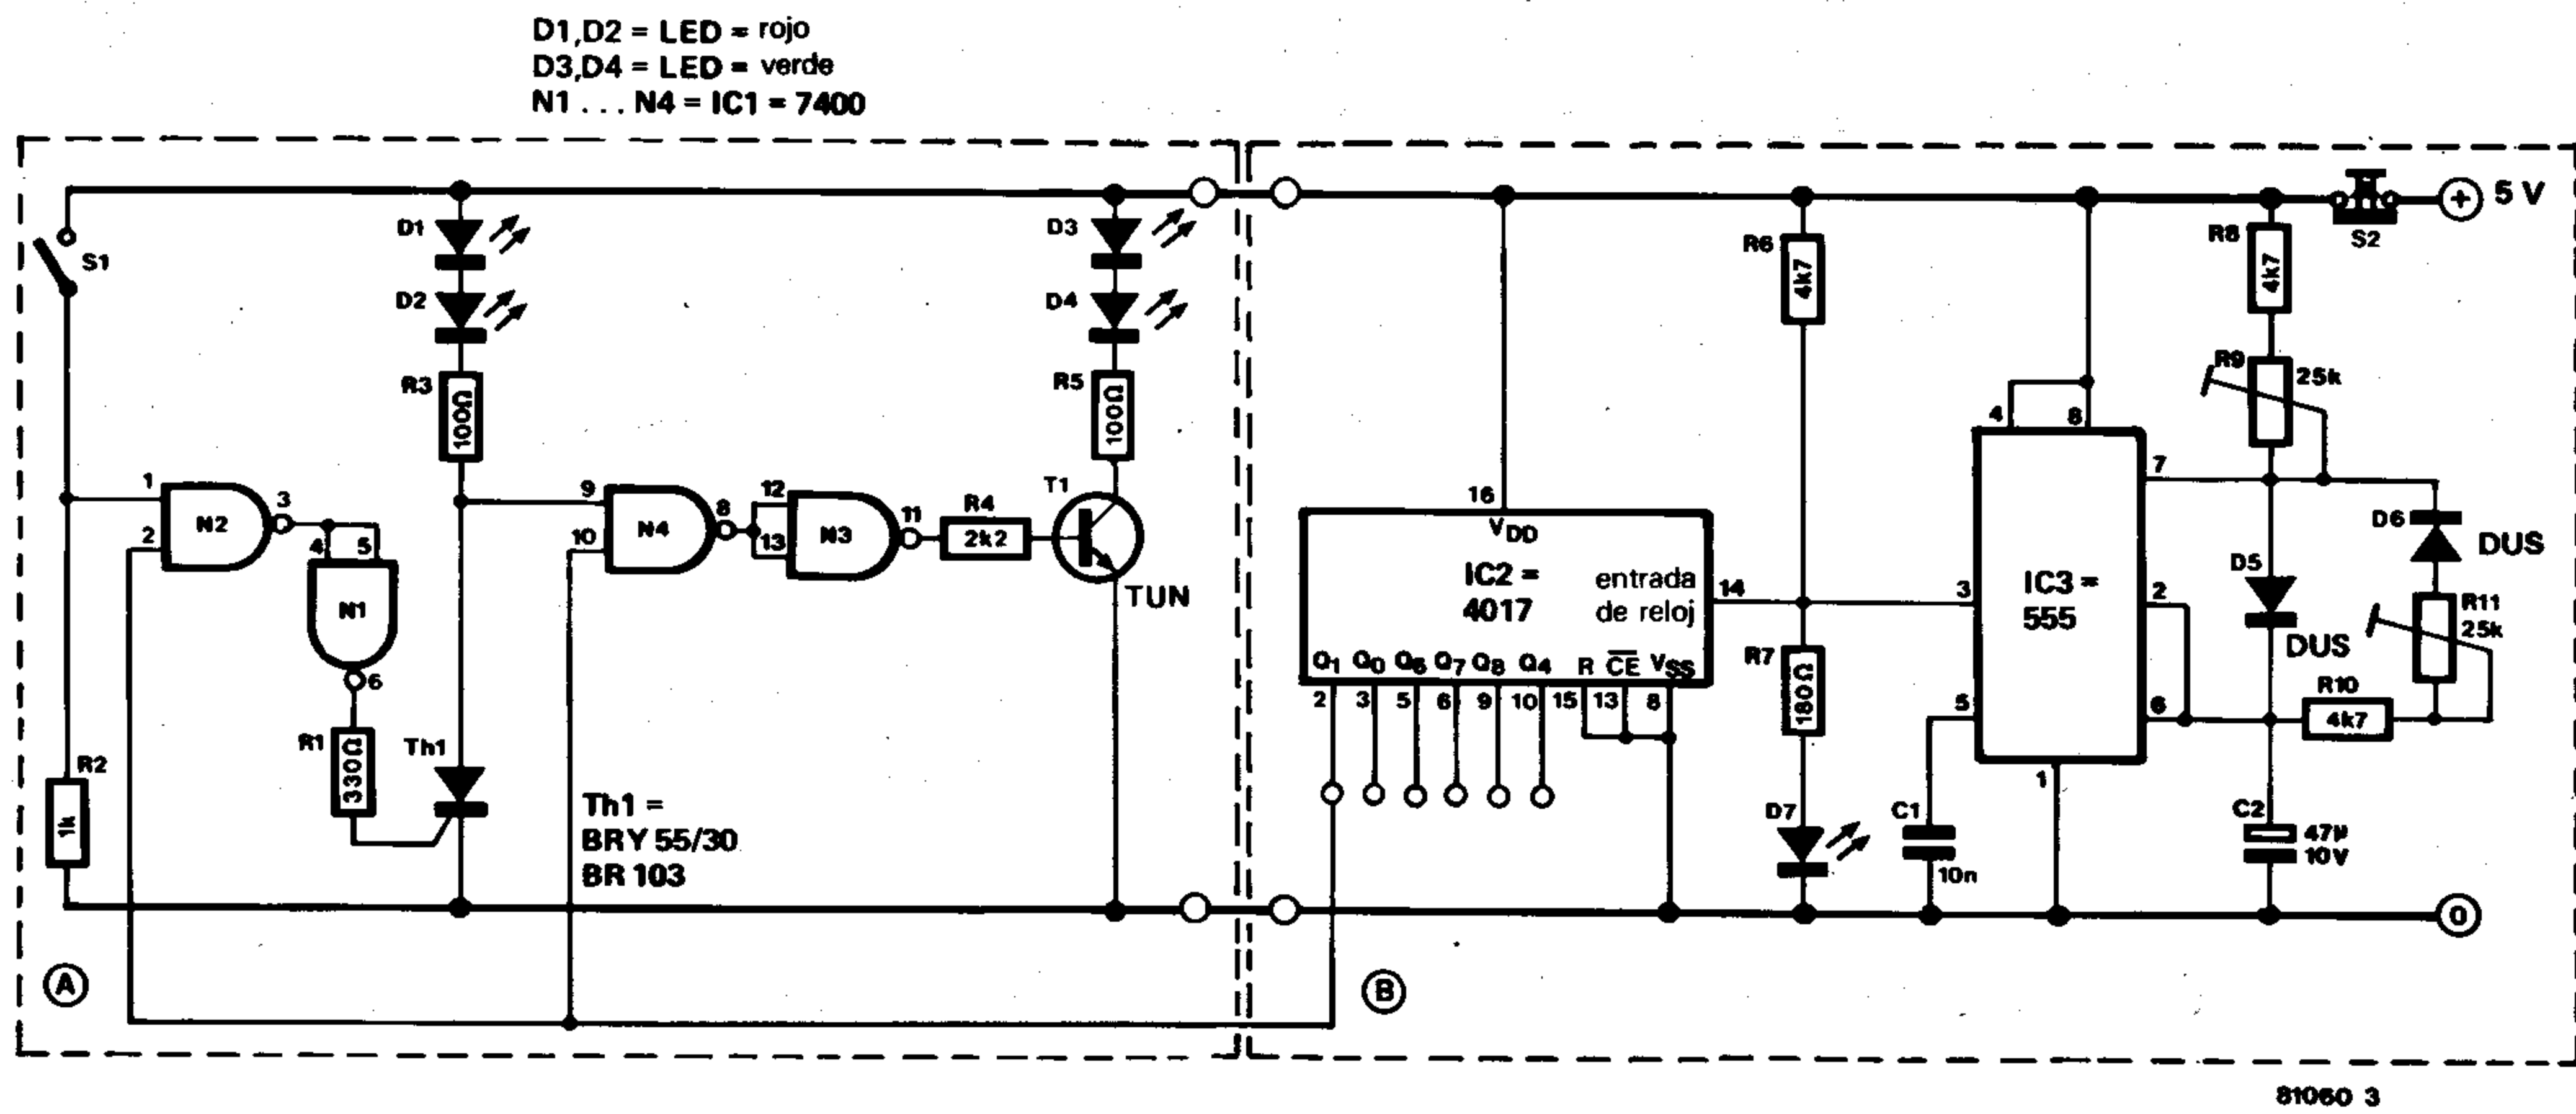 D1,D2 = LED = rojo
D3,D4 = LED = verde
N1 . . . N4 = IC1 = 7400
S1
D1
D2
R3
100Ω
D3
D4
R5
100Ω
1
2
N2
3
4
5
N1
6
R1
330Ω
R2
1k
Th1
Th1 =
BRY 55/30
BR 103
9
10
N4
8
12
13
N3
11
R4
2k2
T1
TUN
A
5 V
+
S2
R6
4k7
R8
4k7
R9
25k
16
VDD
IC2 =
4017
entrada
de reloj
14
Q1 Q0 Q6 Q7 Q8 Q4 R C̅E̅ VSS
2 3 5 6 9 10 15 13 8
R7
180Ω
D7
4
8
7
3
IC3 =
555
2
5
6
1
C1
10n
D5
DUS
D6
DUS
R11
25k
R10
4k7
C2
47µ
10V
0
B
81060 3